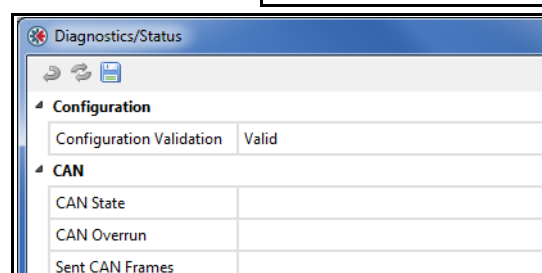 Diagnostics/Status
Configuration
Configuration Validation Valid
CAN
CAN State
CAN Overrun
Sent CAN Frames